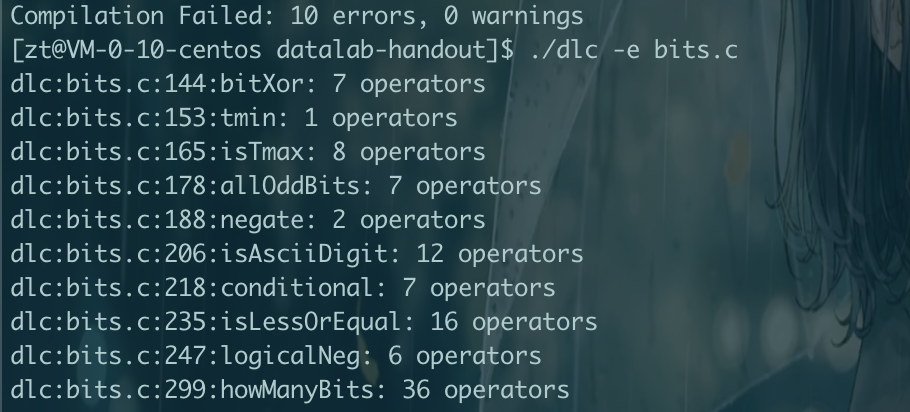 Compilation Failed: 10 errors, 0 warnings
[zt@VM-0-10-centos datalab-handout]$ ./dlc -e bits.c
dlc:bits.c:144:bitXor: 7 operators
dlc:bits.c:153:tmin: 1 operators
dlc:bits.c:165:isTmax: 8 operators
dlc:bits.c:178:allOddBits: 7 operators
dlc:bits.c:188:negate: 2 operators
dlc:bits.c:206:isAsciiDigit: 12 operators
dlc:bits.c:218:conditional: 7 operators
dlc:bits.c:235:isLessOrEqual: 16 operators
dlc:bits.c:247:logicalNeg: 6 operators
dlc:bits.c:299:howManyBits: 36 operators